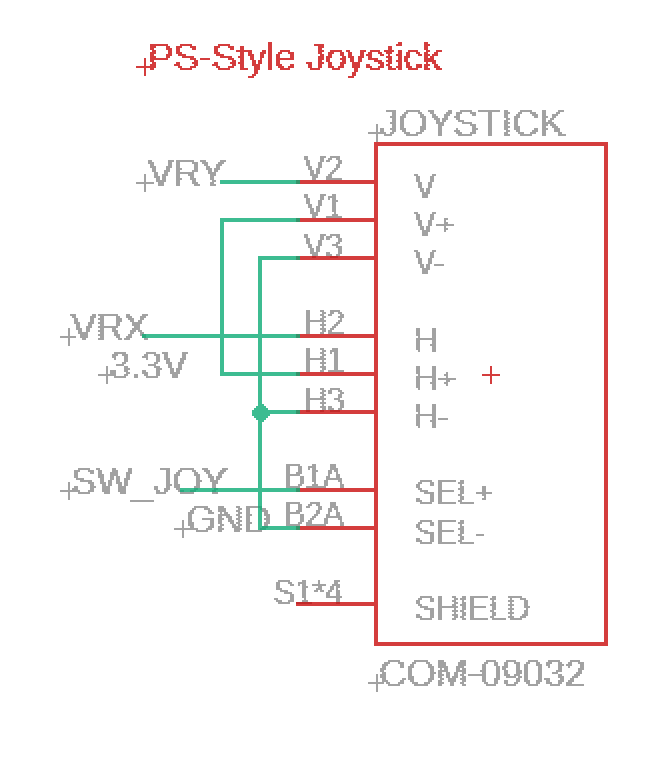 PS-Style Joystick
JOYSTICK
VRY V2 V
V1 V+
V3 V-
VRX H2 H
3.3V H1 H+
H3 H-
SW_JOY B1A SEL+
GND B2A SEL-
S1*4 SHIELD
COM-09032